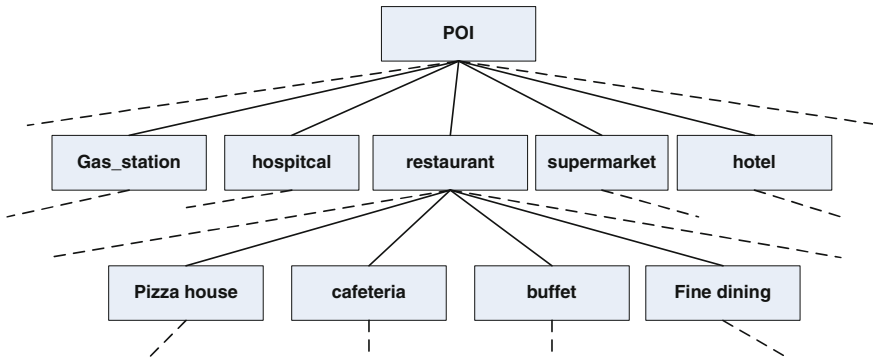 POI
Gas_station
hospitcal
restaurant
supermarket
hotel
Pizza house
cafeteria
buffet
Fine dining